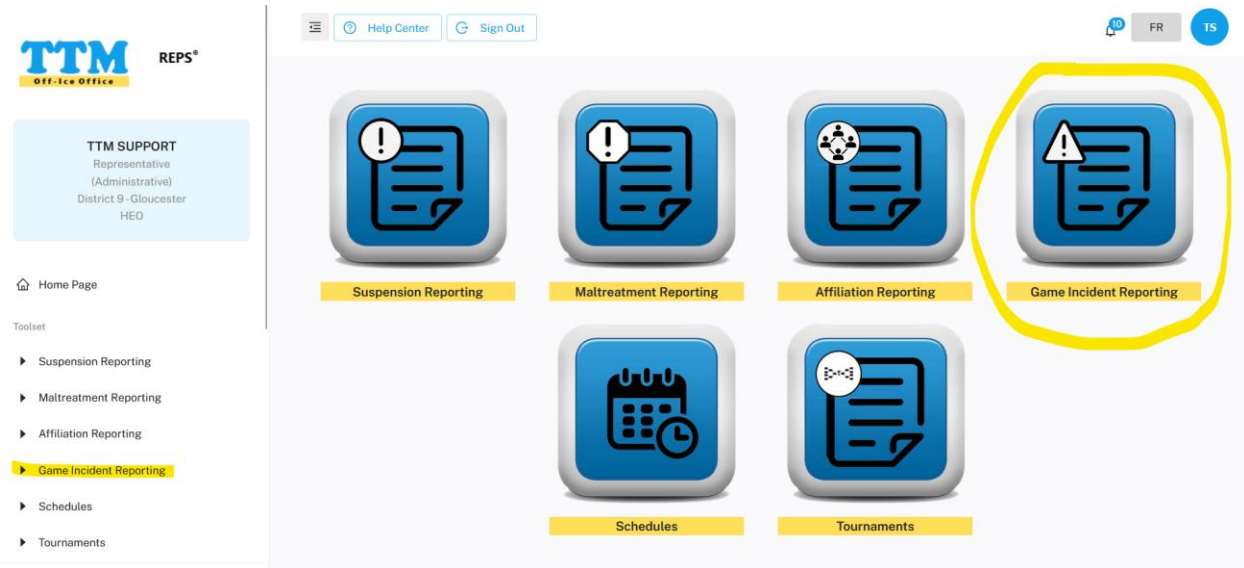 TTM REPS®
Off-Ice Office
TTM SUPPORT
Representative
(Administrative)
District 9 - Gloucester
HEO
Home Page
Toolset
Suspension Reporting
Maltreatment Reporting
Affiliation Reporting
Game Incident Reporting
Schedules
Tournaments
Help Center
Sign Out
10
FR
TS
Suspension Reporting
Maltreatment Reporting
Affiliation Reporting
Game Incident Reporting
Schedules
Tournaments